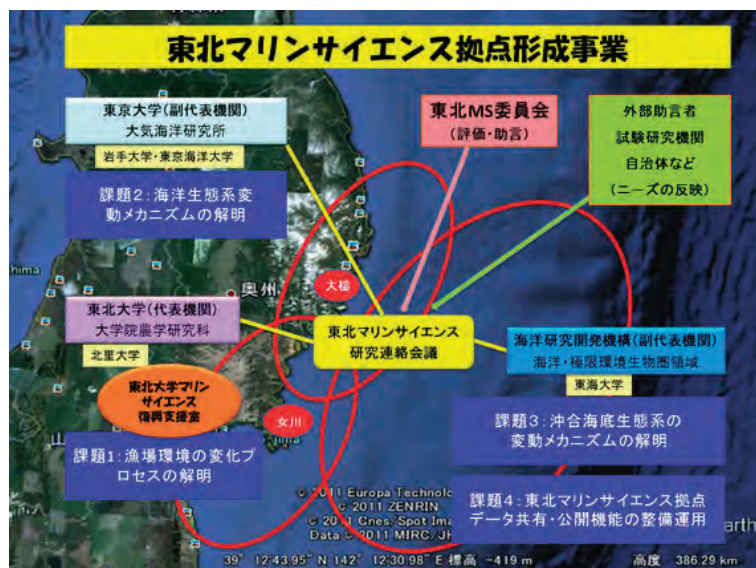 東北マリンサイエンス拠点形成事業
東京大学(副代表機関)
大気海洋研究所
岩手大学・東京海洋大学
課題2:海洋生態系変
動メカニズムの解明
東北MS委員会
(評価・助言)
外部助言者
試験研究機関
自治体など
(ニーズの反映)
奥州
大槌
東北大学(代表機関)
大学院農学研究科
北里大学
東北大学マリン
サイエンス
復興支援室
女川
課題1:漁場環境の変化プ
ロセスの解明
東北マリンサイエンス
研究連絡会議
海洋研究開発機構(副代表機関)
海洋・極限環境生物圏領域
東海大学
課題3:沖合海底生態系の
変動メカニズムの解明
課題4:東北マリンサイエンス拠点
データ共有・公開機能の整備運用
© 2011 Europa Technolo
© 2011 ZENRIN
© 2011 Cnes/Spot Ima
Data © 2011 MIRC/JH
39° 12'43.95" N 142° 12'30.98" E 標高 -419 m
高度 386.29 km